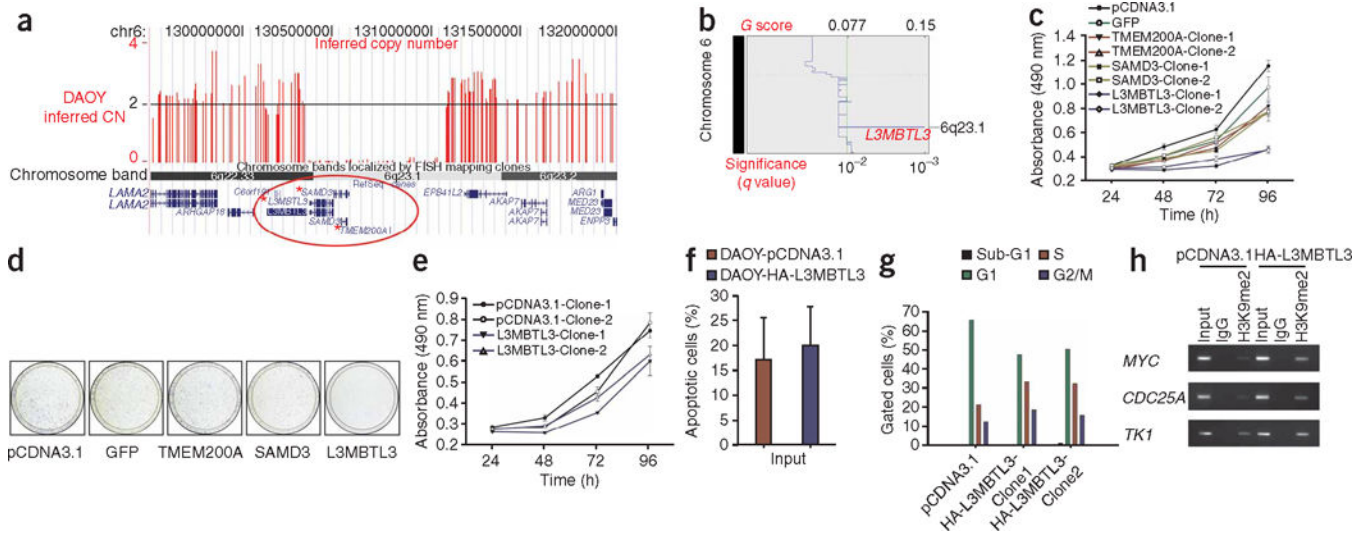 a
chr6: 130000000I 130500000I 131000000I 131500000I 132000000I
Inferred copy number
4
DAOY
inferred CN
2
0
Chromosome bands localized by FISH mapping clones
Chromosome band
6q22.33 6q23.1 6q23.2
RefSeq Genes
LAMA2
LAMA2
ARHGAP18
*
L3MBTL3
L3MBTL3
*SAMD3
SAMD3
*TMEM200A
EPB41L2
AKAP7
AKAP7
AKAP7
ARG1
MED23
MED23
ENPP3
b
G score 0.077 0.15
Chromosome 6
L3MBTL3
6q23.1
Significance
(q value)
10⁻² 10⁻³
c
pCDNA3.1
GFP
TMEM200A-Clone-1
TMEM200A-Clone-2
SAMD3-Clone-1
SAMD3-Clone-2
L3MBTL3-Clone-1
L3MBTL3-Clone-2
Absorbance (490 nm)
1.4
1.2
1.0
0.8
0.6
0.4
0.2
24 48 72 96
Time (h)
d
pCDNA3.1 GFP TMEM200A SAMD3 L3MBTL3
e
pCDNA3.1-Clone-1
pCDNA3.1-Clone-2
L3MBTL3-Clone-1
L3MBTL3-Clone-2
Absorbance (490 nm)
0.9
0.8
0.7
0.6
0.5
0.4
0.3
0.2
24 48 72 96
Time (h)
f
DAOY-pCDNA3.1
DAOY-HA-L3MBTL3
Apoptotic cells (%)
30
25
20
15
10
5
0
Input
g
Sub-G1 S
G1 G2/M
Gated cells (%)
70
60
50
40
30
20
10
0
pCDNA3.1
HA-L3MBTL3-
Clone1
HA-L3MBTL3-
Clone2
h
pCDNA3.1 HA-L3MBTL3
Input IgG H3K9me2 Input IgG H3K9me2
MYC
CDC25A
TK1